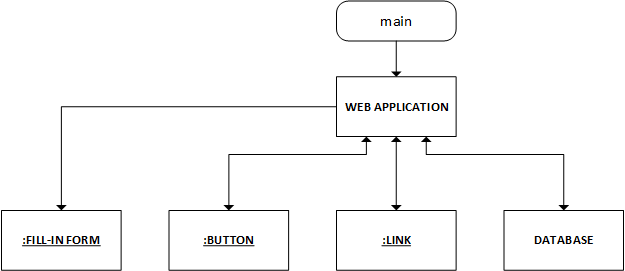 main
WEB APPLICATION
:FILL-IN FORM
:BUTTON
:LINK
DATABASE